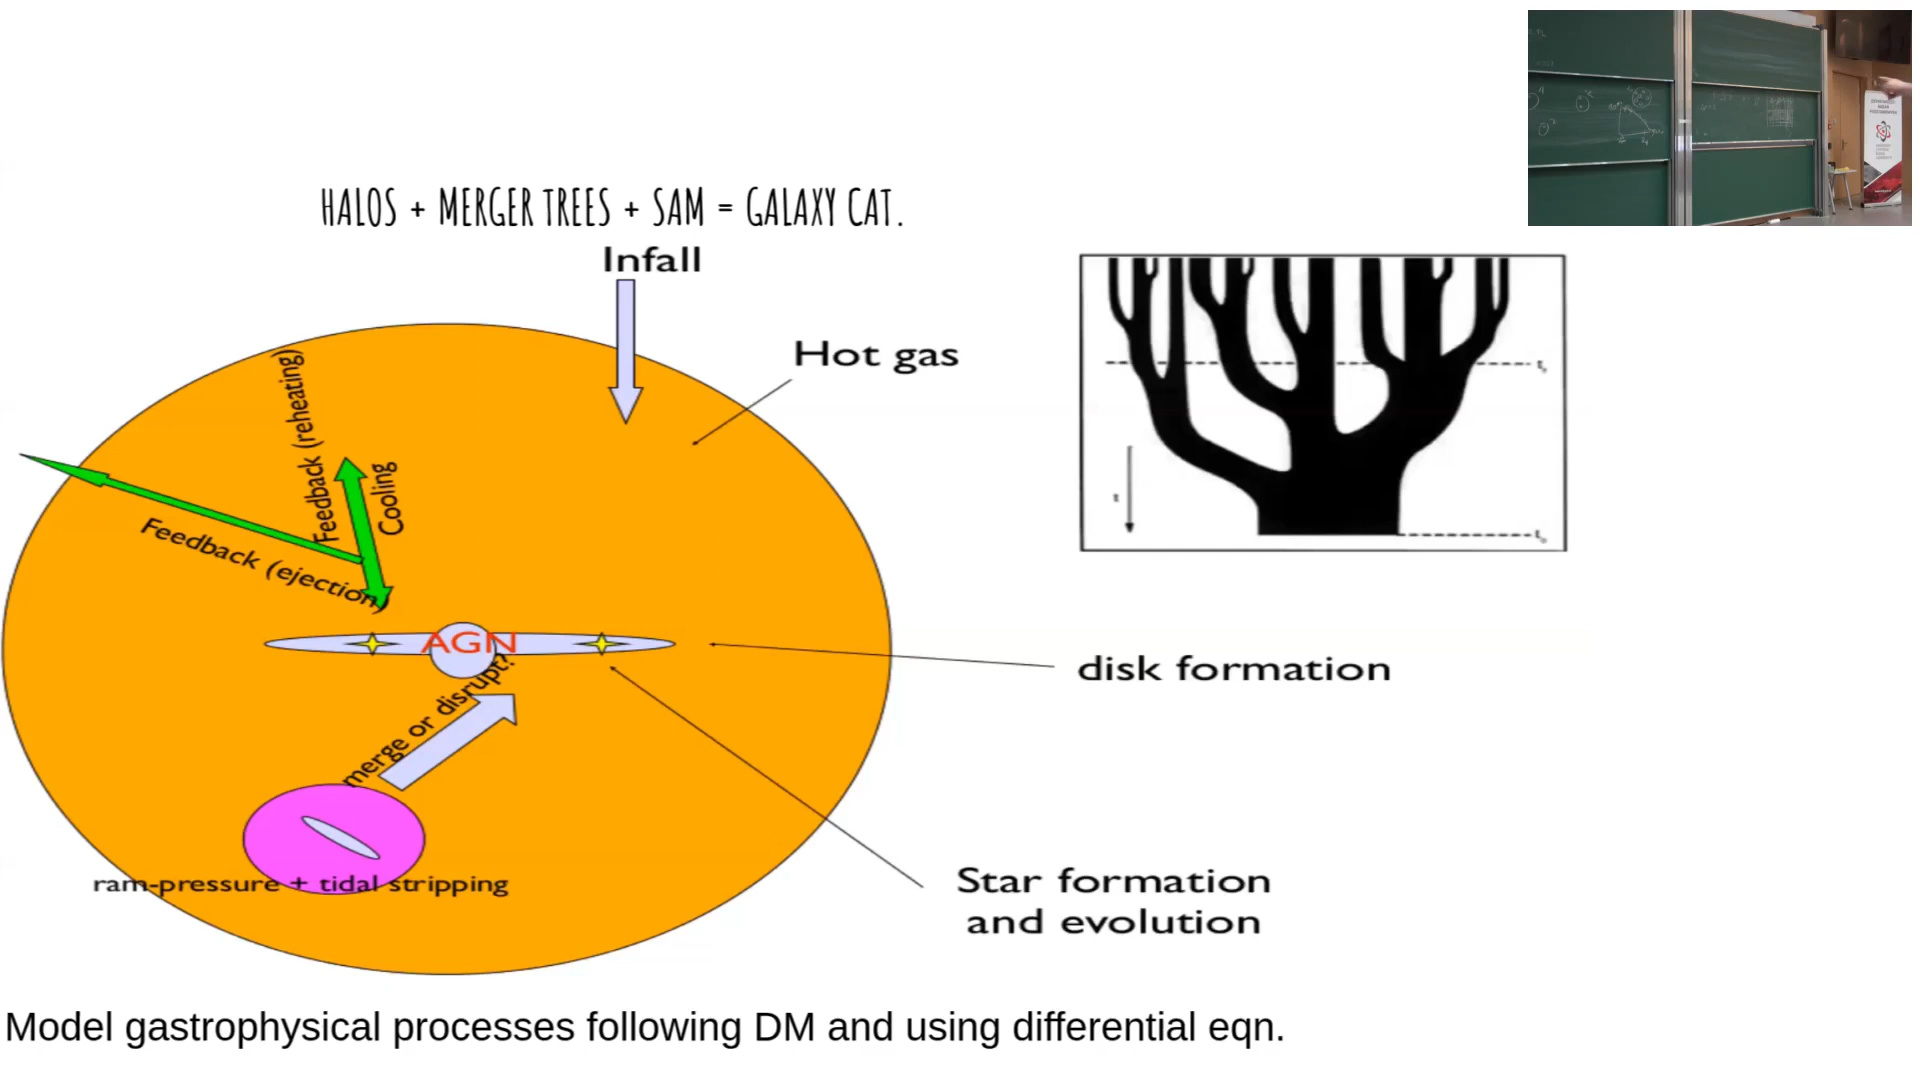 HALOS + MERGER TREES + SAM = GALAXY CAT.
Infall
Hot gas
Feedback (reheating)
Cooling
Feedback (ejection)
AGN
merge or disrupt?
ram-pressure + tidal stripping
disk formation
Star formation
and evolution
t
Model gastrophysical processes following DM and using differential eqn.